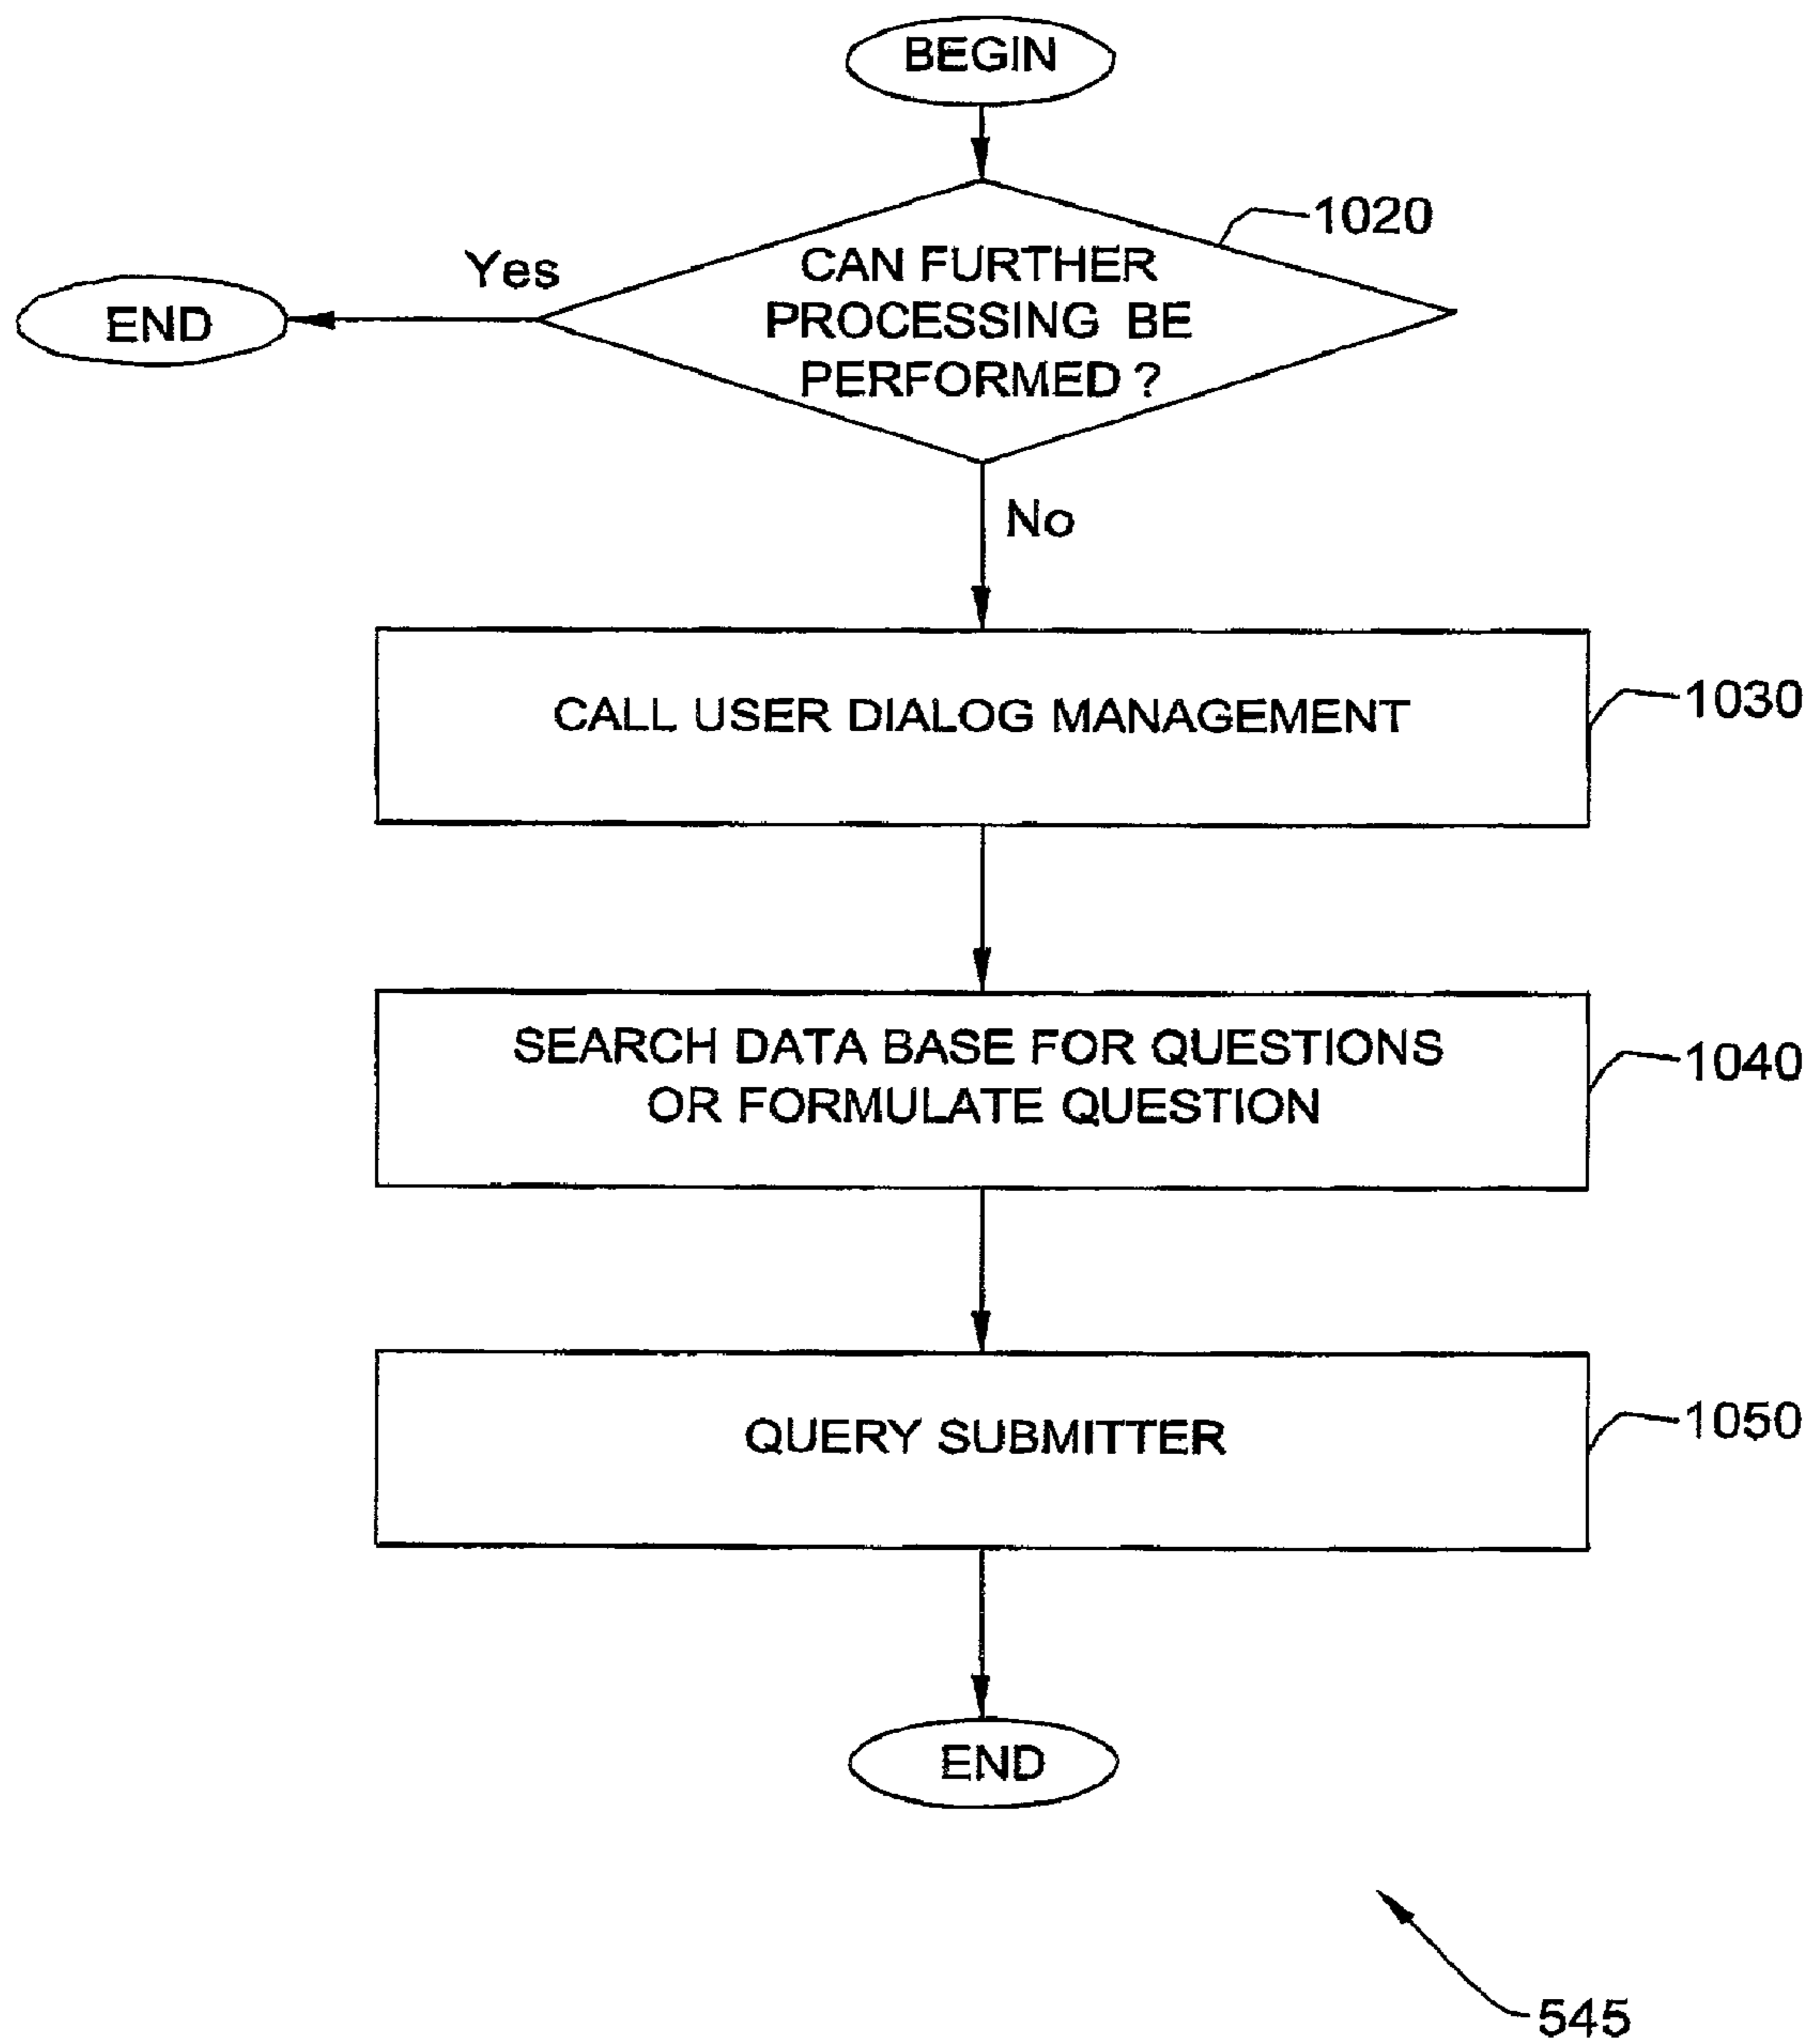 BEGIN
1020
CAN FURTHER
PROCESSING BE
PERFORMED ?
Yes
END
No
CALL USER DIALOG MANAGEMENT
1030
SEARCH DATA BASE FOR QUESTIONS
OR FORMULATE QUESTION
1040
QUERY SUBMITTER
1050
END
545